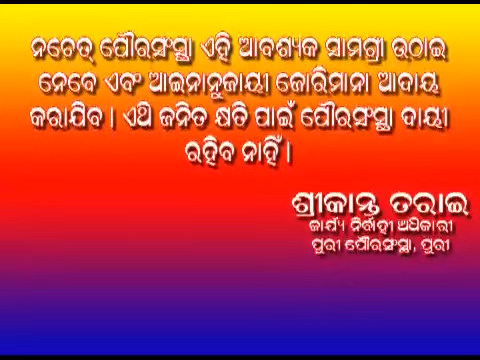 ନଚେତ୍ ପୌରସଂସ୍ଥା ଏହି ଆବଶ୍ୟକ ସାମଗ୍ରୀ ଉଠାଇ
ନେବେ ଏବଂ ଆଇନାନୁଜାୟୀ ଜୋରିମାନା ଆଦାୟ
କରାଯିବ । ଏଥି ଜନିତ କ୍ଷତି ପାଇଁ ପୌରସଂସ୍ଥା ଦାୟୀ
ରହିବ ନାହିଁ ।
ଶ୍ରୀକାନ୍ତ ତରାଇ
କାର୍ଯ୍ୟ ନିର୍ବାହୀ ଅଧିକାରୀ
ପୁରୀ ପୌରସଂସ୍ଥା, ପୁରୀ